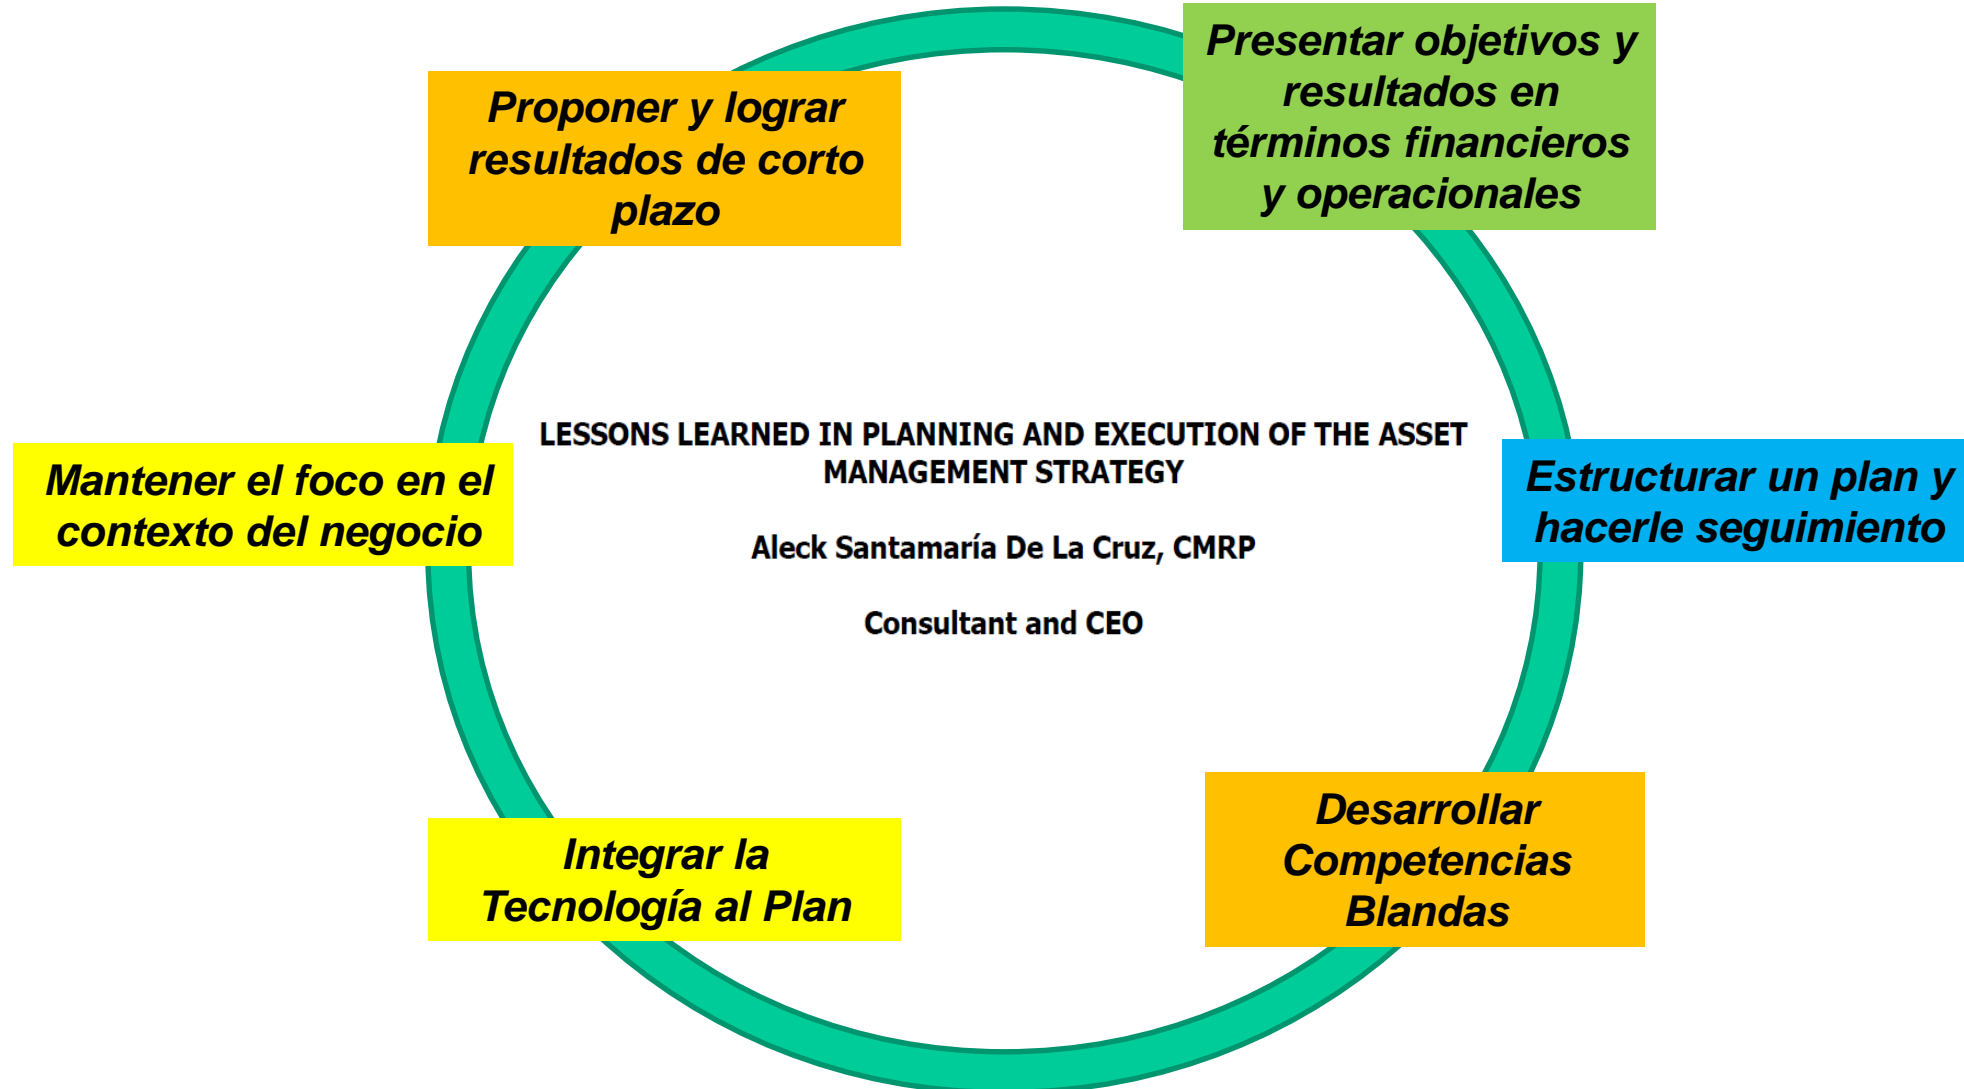 Presentar objetivos y
resultados en
términos financieros
y operacionales
Proponer y lograr
resultados de corto
plazo
LESSONS LEARNED IN PLANNING AND EXECUTION OF THE ASSET
MANAGEMENT STRATEGY
Aleck Santamaría De La Cruz, CMRP
Consultant and CEO
Mantener el foco en el
contexto del negocio
Estructurar un plan y
hacerle seguimiento
Integrar la
Tecnología al Plan
Desarrollar
Competencias
Blandas